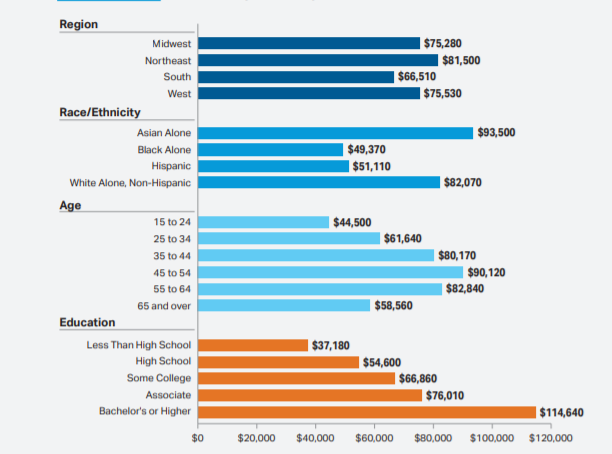 Region
Midwest $75,280
Northeast $81,500
South $66,510
West $75,530
Race/Ethnicity
Asian Alone $93,500
Black Alone $49,370
Hispanic $51,110
White Alone, Non-Hispanic $82,070
Age
15 to 24 $44,500
25 to 34 $61,640
35 to 44 $80,170
45 to 54 $90,120
55 to 64 $82,840
65 and over $58,560
Education
Less Than High School $37,180
High School $54,600
Some College $66,860
Associate $76,010
Bachelor's or Higher $114,640
$0 $20,000 $40,000 $60,000 $80,000 $100,000 $120,000